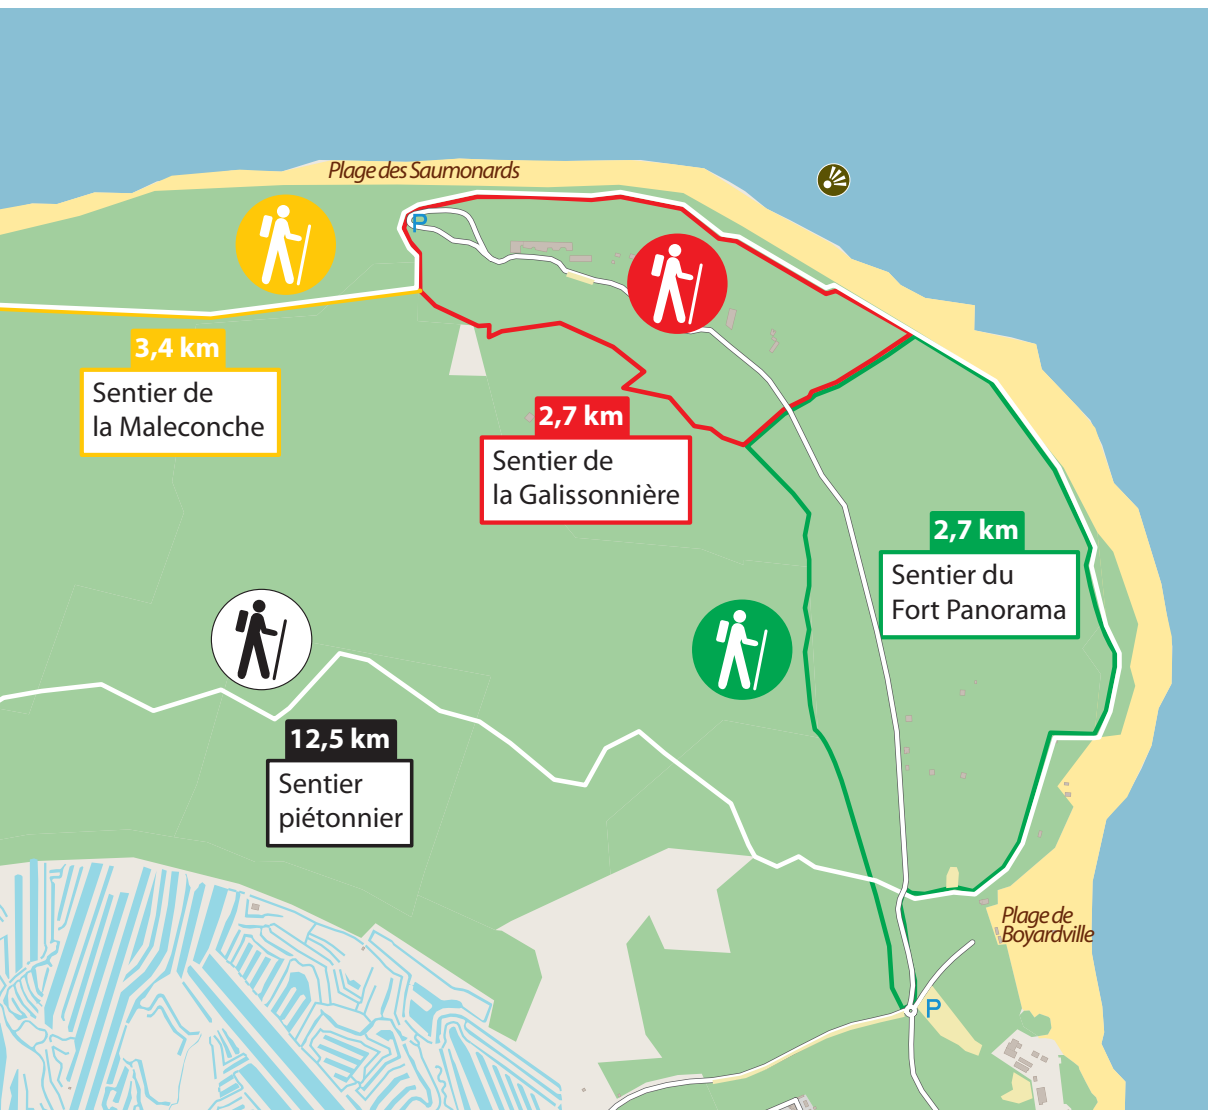 Plage des Saumonards
P
3,4 km
Sentier de
la Maleconche
2,7 km
Sentier de
la Galissonnière
2,7 km
Sentier du
Fort Panorama
12,5 km
Sentier
piétonnier
Plage de
Boyardville
P